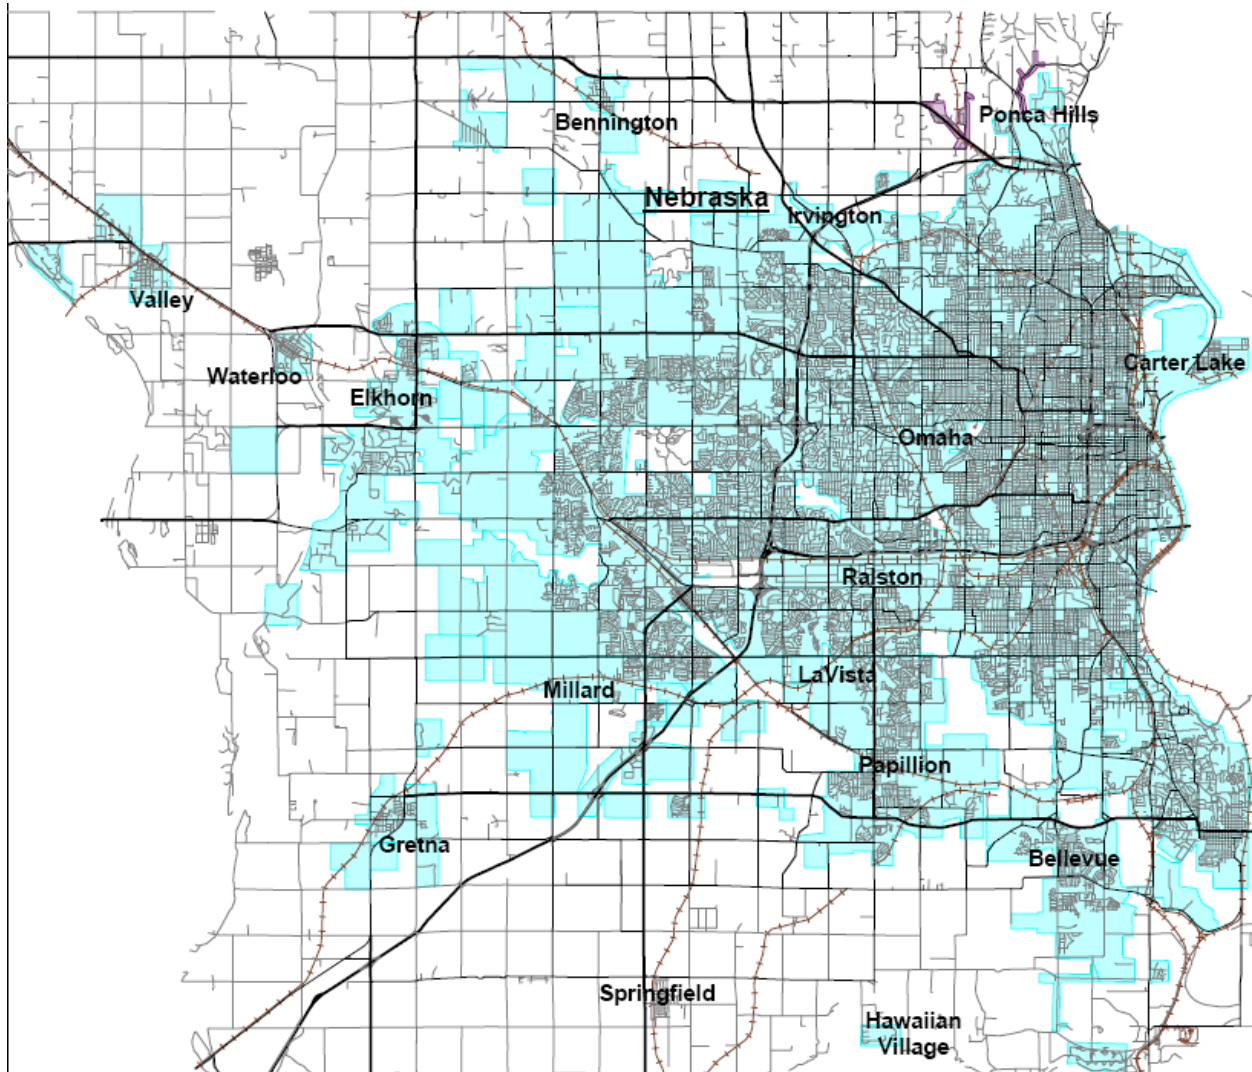 Ponca Hills
Bennington
Nebraska
Irvington
Valley
Carter Lake
Waterloo
Elkhorn
Omaha
Ralston
LaVista
Millard
Papillion
Gretna
Bellevue
Springfield
Hawaiian
Village